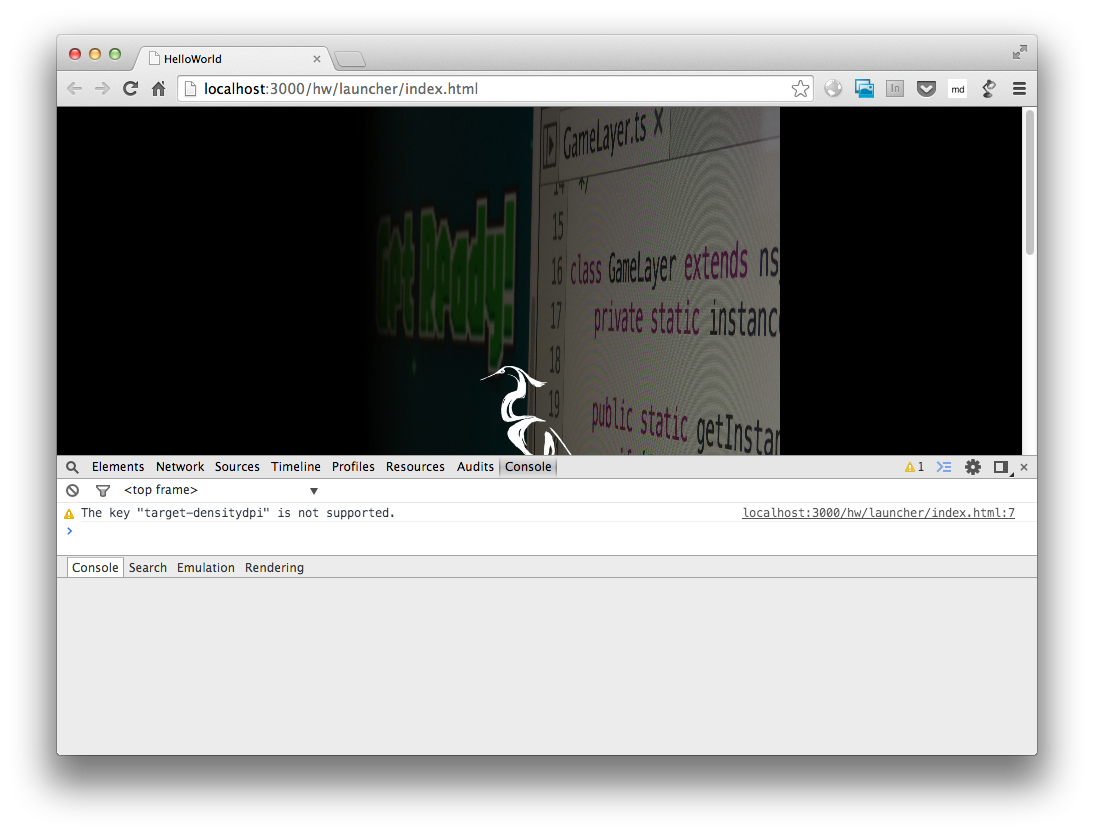 HelloWorld
localhost:3000/hw/launcher/index.html
In
md
GameLayer.ts X
14 */
15
Get Ready!
16 class GameLayer extends ns
17 private static instanc
18
19
public static getInstan
Elements Network Sources Timeline Profiles Resources Audits Console
1
<top frame>
The key "target-densitydpi" is not supported. localhost:3000/hw/launcher/index.html:7
Console Search Emulation Rendering